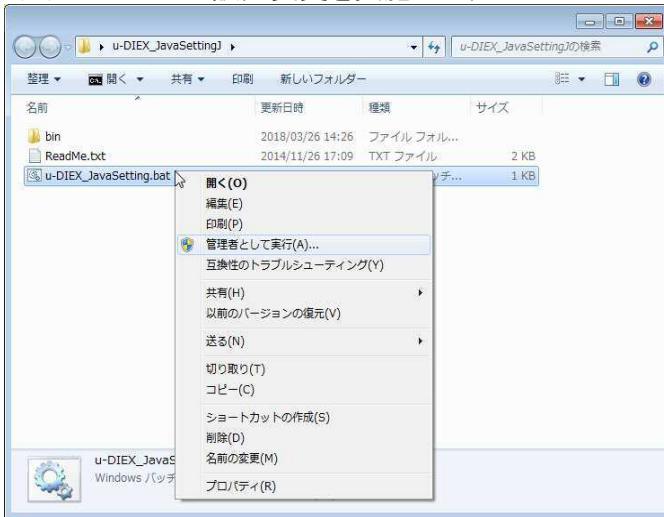 u-DIEX_JavaSettingJ
u-DIEX_JavaSettingJの検索
整理 開く 共有 印刷 新しいフォルダー
名前 更新日時 種類 サイズ
bin 2018/03/26 14:26 ファイル フォル...
ReadMe.txt 2014/11/26 17:09 TXT ファイル 2 KB
u-DIEX_JavaSetting.bat ッチ... 1 KB
開く(O)
編集(E)
印刷(P)
管理者として実行(A)...
互換性のトラブルシューティング(Y)
共有(H)
以前のバージョンの復元(V)
送る(N)
切り取り(T)
コピー(C)
ショートカットの作成(S)
削除(D)
名前の変更(M)
プロパティ(R)
u-DIEX_JavaS
Windows バッチ